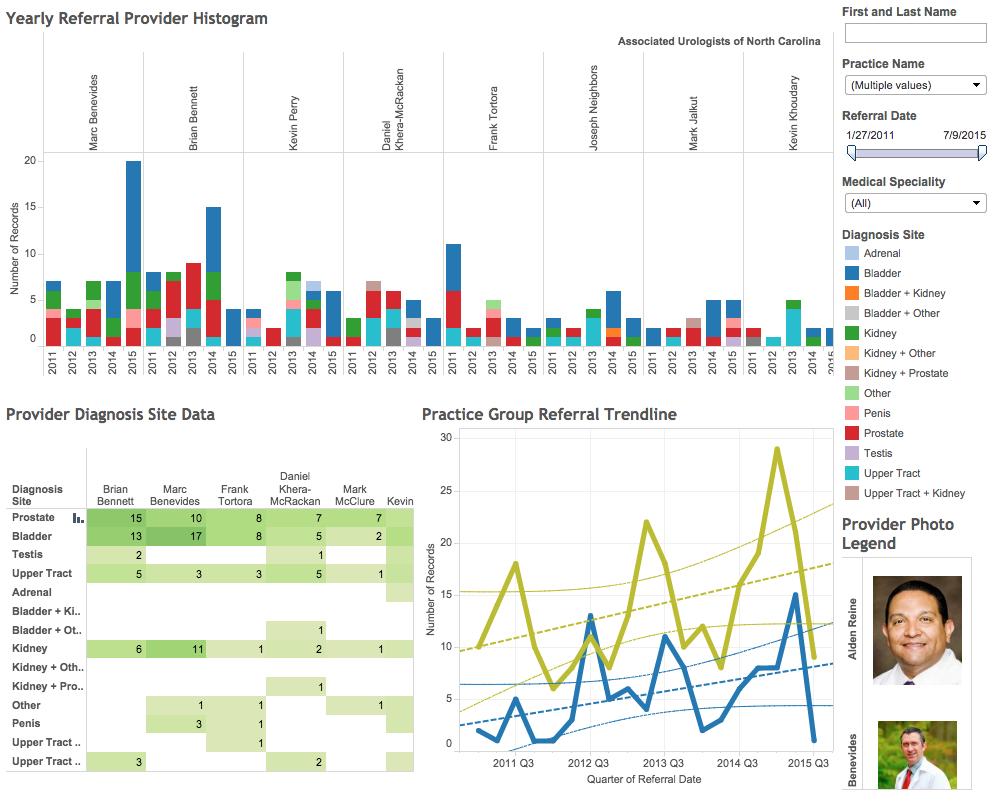 Yearly Referral Provider Histogram
Associated Urologists of North Carolina
Marc Benevides
Brian Bennett
Kevin Perry
Daniel
Khera-McRackan
Frank Tortora
Joseph Neighbors
Mark Jalkut
Kevin Khoudary
Number of Records
20
15
10
5
0
2011 2012 2013 2014 2015 2011 2012 2013 2014 2015 2011 2012 2013 2014 2015 2011 2012 2013 2014 2015 2011 2012 2013 2014 2015 2011 2012 2013 2014 2015 2011 2012 2013 2014 2015 2011 2012 2013 2014 2015
First and Last Name
Practice Name
(Multiple values)
Referral Date
1/27/2011 7/9/2015
Medical Speciality
(All)
Diagnosis Site
Adrenal
Bladder
Bladder + Kidney
Bladder + Other
Kidney
Kidney + Other
Kidney + Prostate
Other
Penis
Prostate
Testis
Upper Tract
Upper Tract + Kidney
Provider Diagnosis Site Data
Diagnosis
Site
Brian
Bennett
Marc
Benevides
Frank
Tortora
Daniel
Khera-
McRackan
Mark
McClure
Kevin
Prostate 15 10 8 7 7
Bladder 13 17 8 5 2
Testis 2 1
Upper Tract 5 3 3 5 1
Adrenal
Bladder + Ki..
Bladder + Ot.. 1
Kidney 6 11 1 2 1
Kidney + Oth..
Kidney + Pro.. 1
Other 1 1 1
Penis 3 1
Upper Tract .. 1
Upper Tract .. 3 2
Practice Group Referral Trendline
Number of Records
30
25
20
15
10
5
0
2011 Q3 2012 Q3 2013 Q3 2014 Q3 2015 Q3
Quarter of Referral Date
Provider Photo
Legend
Alden Reine
Benevides